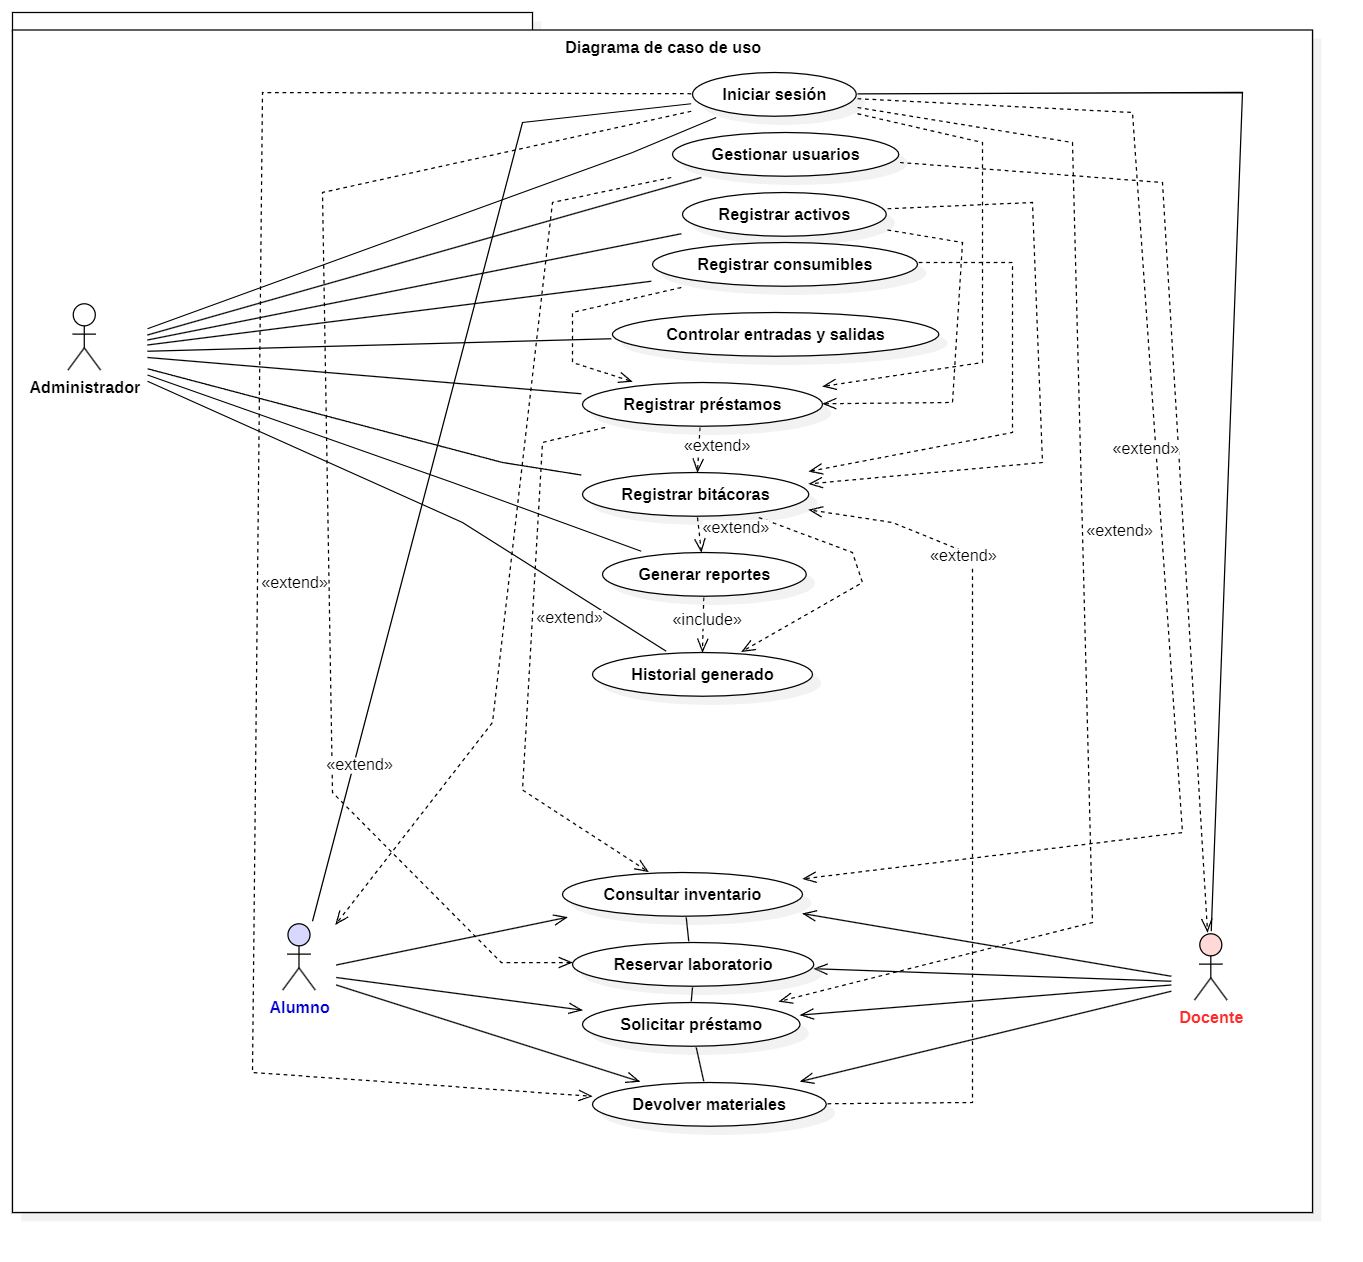 Diagrama de caso de uso
Iniciar sesión
Gestionar usuarios
Registrar activos
Registrar consumibles
Controlar entradas y salidas
Administrador
Registrar préstamos
«extend»
«extend»
Registrar bitácoras
«extend»
«extend»
«extend»
Generar reportes
«extend»
«extend»
«include»
Historial generado
«extend»
Consultar inventario
Reservar laboratorio
Alumno
Solicitar préstamo
Docente
Devolver materiales